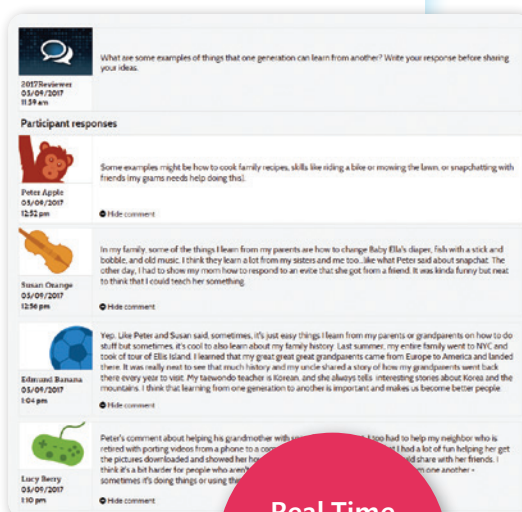 What are some examples of things that one generation can learn from another? Write your response before sharing
your ideas.
2017Reviewer
05/09/2017
11:59 am
Participant responses
Some examples might be how to cook family recipes, skills like riding a bike or mowing the lawn, or snapchatting with
friends (my grams needs help doing this).
Peter Apple
05/09/2017
12:52 pm
Hide comment
In my family, some of the things I learn from my parents are how to change Baby Ella's diaper, fish with a stick and
bobble, and old music. I think they learn a lot from my sisters and me too...like what Peter said about snapchat. The
other day, I had to show my mom how to respond to an evite that she got from a friend. It was kinda funny but neat
to think that I could teach her something.
Susan Orange
05/09/2017
12:56 pm
Hide comment
Yep. Like Peter and Susan said, sometimes, it's just easy things I learn from my parents or grandparents on how to do
stuff but sometimes, it's cool to also learn about my family history. Last summer, my entire family went to NYC and
took of tour of Ellis Island. I learned that my great great great grandparents came from Europe to America and landed
there. It was really neat to see that much history and my uncle shared a story of how my grandparents went back
there every year to visit. My taewondo teacher is Korean, and she always tells interesting stories about Korea and the
mountains. I think that learning from one generation to another is important and makes us become better people.
Edmund Banana
05/09/2017
1:04 pm
Hide comment
Peter's comment about helping his grandmother with I too had to help my neighbor who is
retired with porting videos from a phone to a I had a lot of fun helping her get
the pictures downloaded and showed her share with her friends. I
think it's a bit harder for people who from one another -
sometimes it's doing things or using
Lucy Berry
05/09/2017
1:10 pm
Hide comment
Real Time